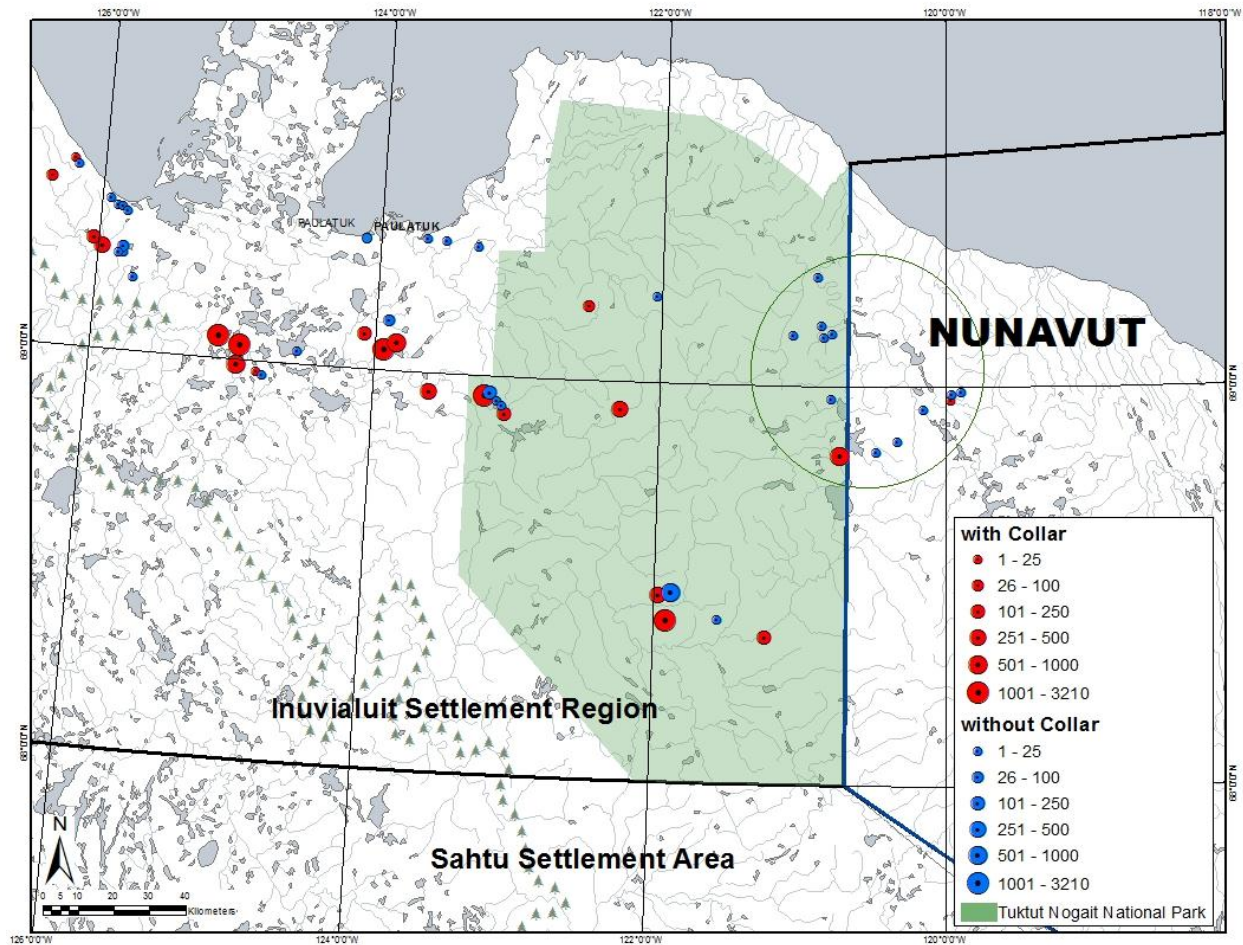 126°0'0"W 124°0'0"W 122°0'0"W 120°0'0"W 118°0'0"W
PAULATUK PAULATUK
69°0'0"N
NUNAVUT
69°0'0"N
with Collar
1 - 25
26 - 100
101 - 250
251 - 500
501 - 1000
1001 - 3210
without Collar
1 - 25
26 - 100
101 - 250
251 - 500
501 - 1000
1001 - 3210
Tuktut Nogait National Park
Inuvialuit Settlement Region
68°0'0"N
68°0'0"N
Sahtu Settlement Area
N
0 5 10 20 30 40
Kilometers
126°0'0"W 124°0'0"W 122°0'0"W 120°0'0"W